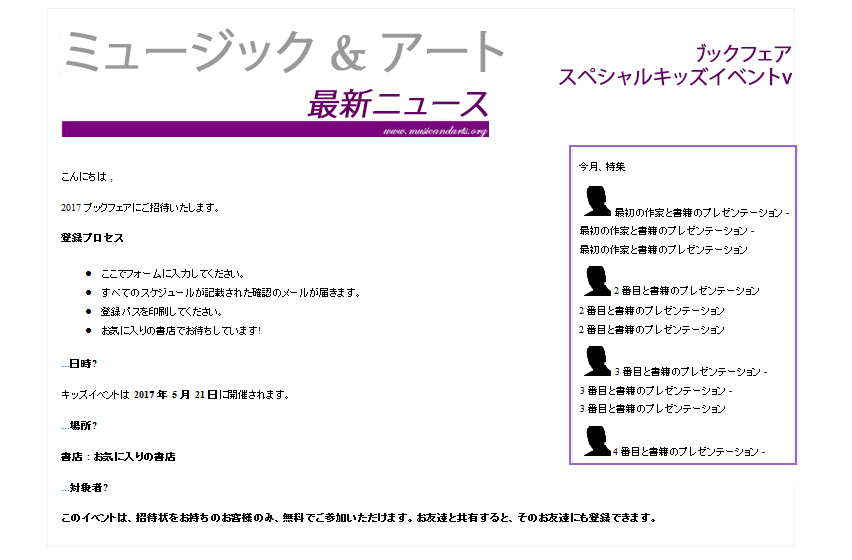 ミュージック & アート
ブックフェア
スペシャルキッズイベントv
最新ニュース
www.musicandarts.org
こんにちは ,
2017 ブックフェアにご招待いたします。
登録プロセス
ここでフォームに入力してください。
すべてのスケジュールが記載された確認のメールが届きます。
登録パスを印刷してください。
お気に入りの書店でお待ちしています!
...日時?
キッズイベントは 2017 年 5 月 21 日に開催されます。
...場所?
書店 : お気に入りの書店
...対象者?
このイベントは、招待状をお持ちのお客様のみ、無料でご参加いただけます。お友達と共有すると、そのお友達にも登録できます。
今月、特集
最初の作家と書籍のプレゼンテーション -
最初の作家と書籍のプレゼンテーション -
最初の作家と書籍のプレゼンテーション
2 番目と書籍のプレゼンテーション
2 番目と書籍のプレゼンテーション
2 番目と書籍のプレゼンテーション
3 番目と書籍のプレゼンテーション -
3 番目と書籍のプレゼンテーション -
3 番目と書籍のプレゼンテーション
4 番目と書籍のプレゼンテーション -